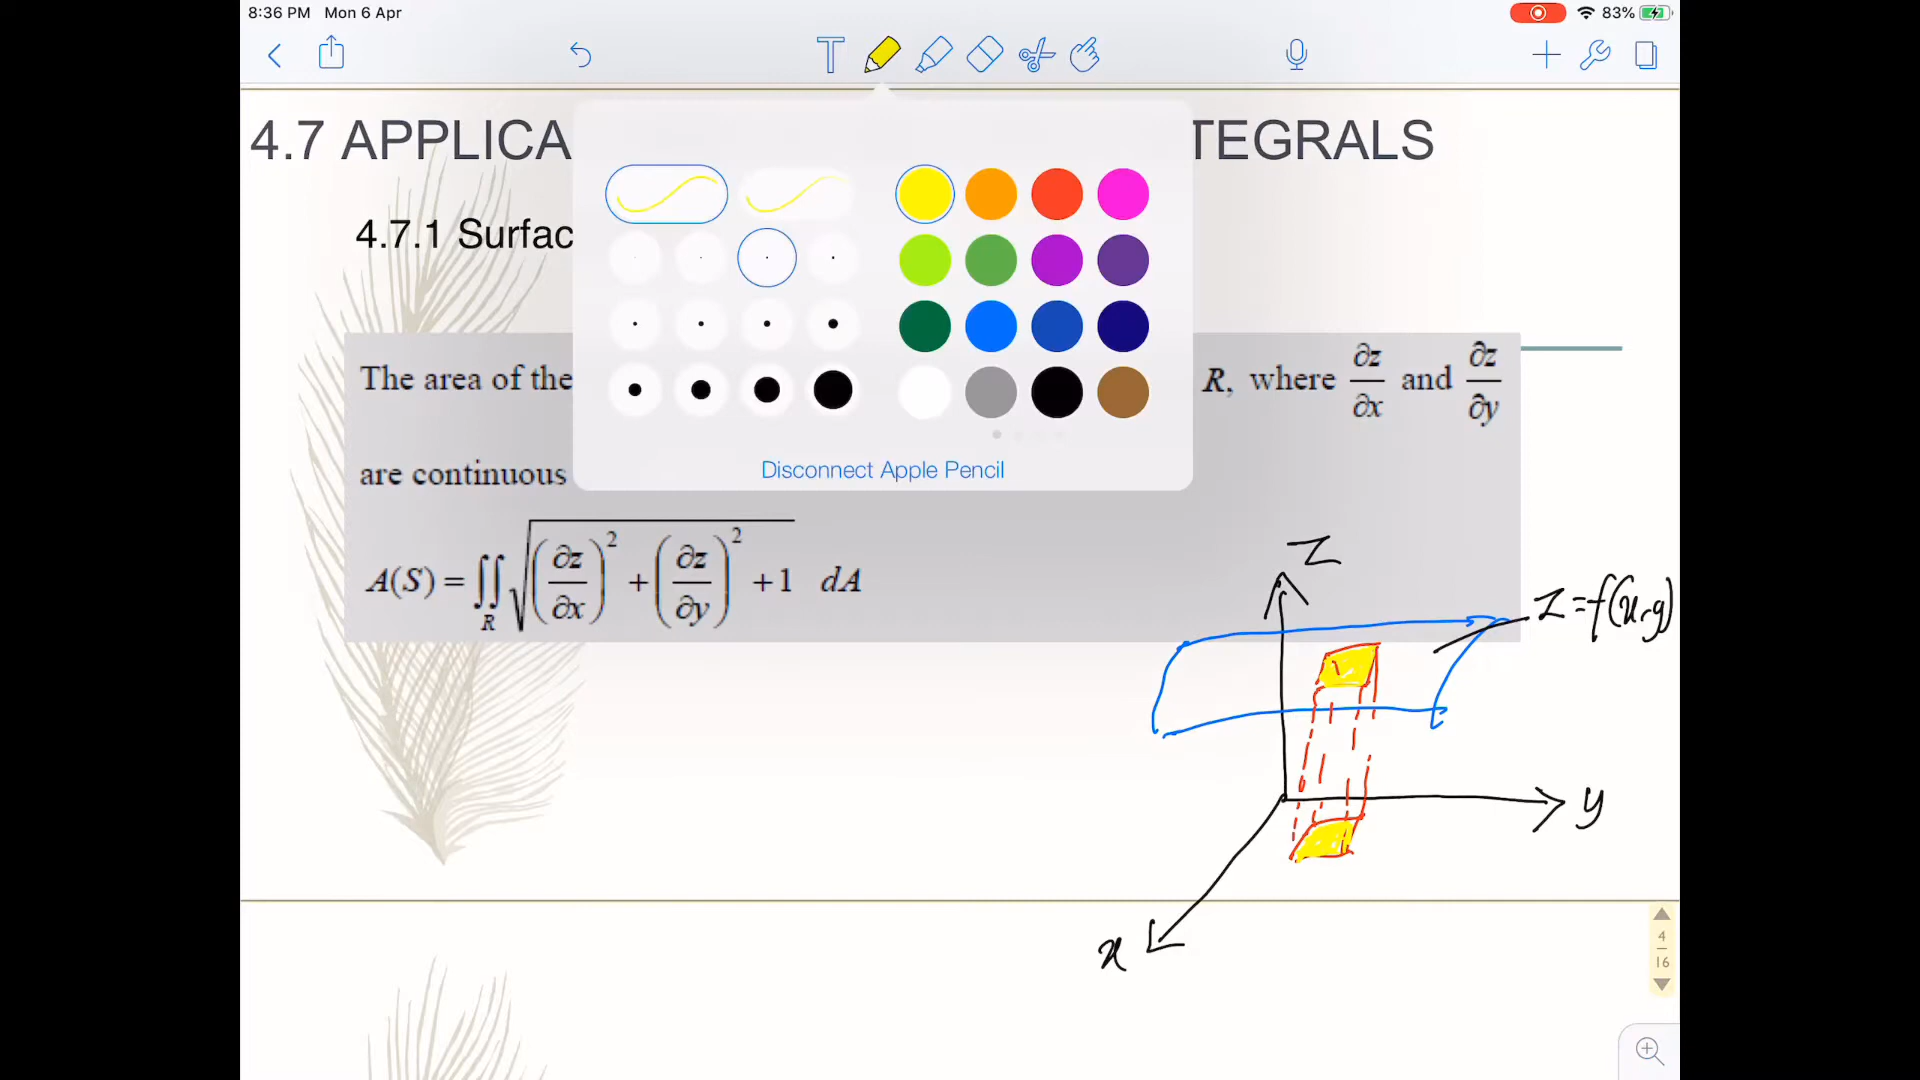 8:36 PM Mon 6 Apr
83%
T
4.7 APPLICA TEGRALS
4.7.1 Surfac
The area of the R, where ∂z/∂x and ∂z/∂y
are continuous
Disconnect Apple Pencil
A(S) = ∬_R √((∂z/∂x)² + (∂z/∂y)² + 1) dA
z
z = f(x,y)
y
x
4
16